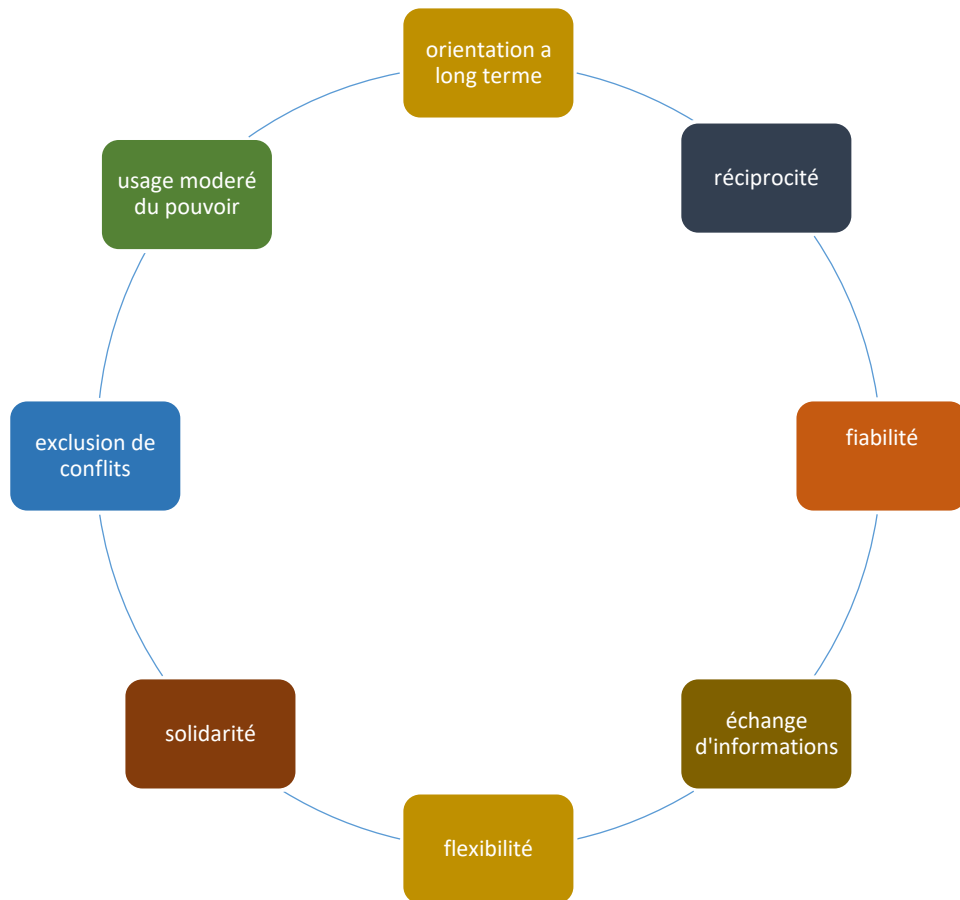 orientation a
long terme
réciprocité
fiabilité
échange
d'informations
flexibilité
solidarité
exclusion de
conflits
usage moderé
du pouvoir